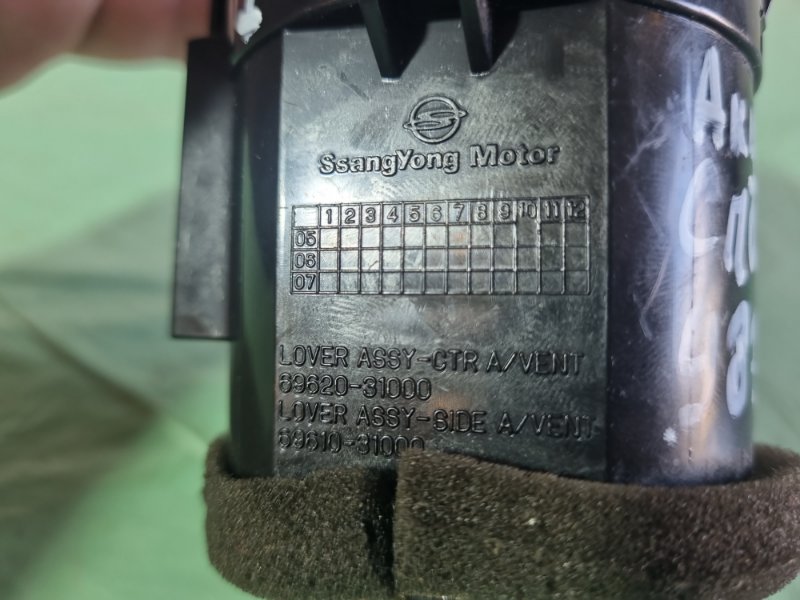 SsangYong Motor
1 2 3 4 5 6 7 8 9 10 11 12
05
06
07
LOVER ASSY-CTR A/VENT
69620-31000
LOVER ASSY-SIDE A/VENT
69610-31000